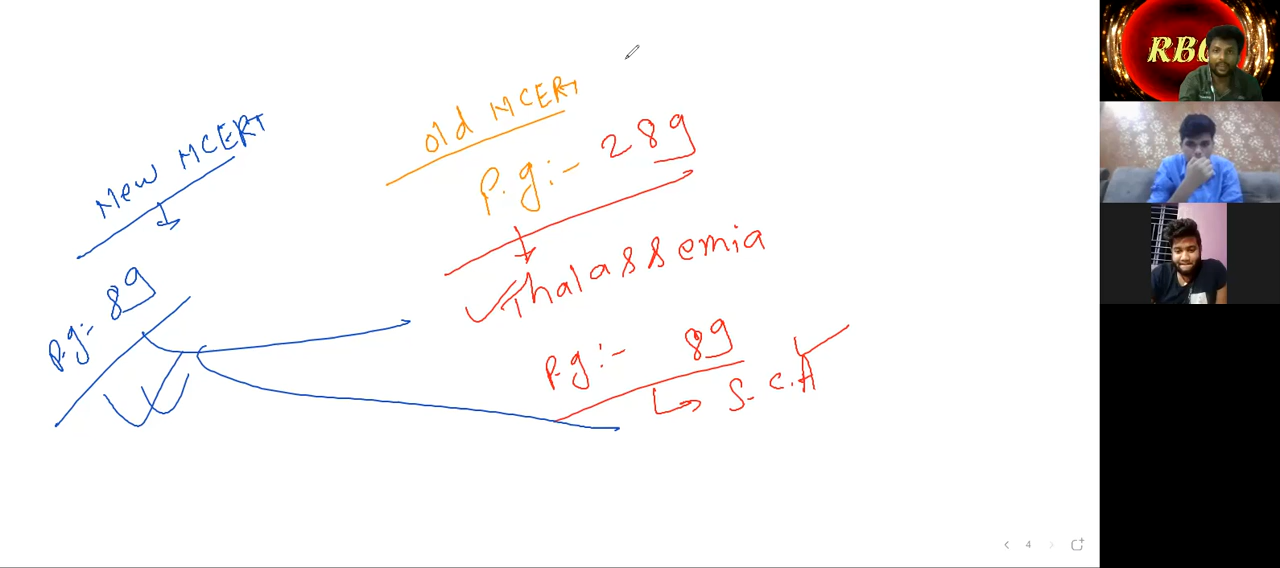 New NCERT
P.g:- 89
old NCERT
P.g:- 289
Thalassemia
P.g:- 89
S.C.A
RBC
4